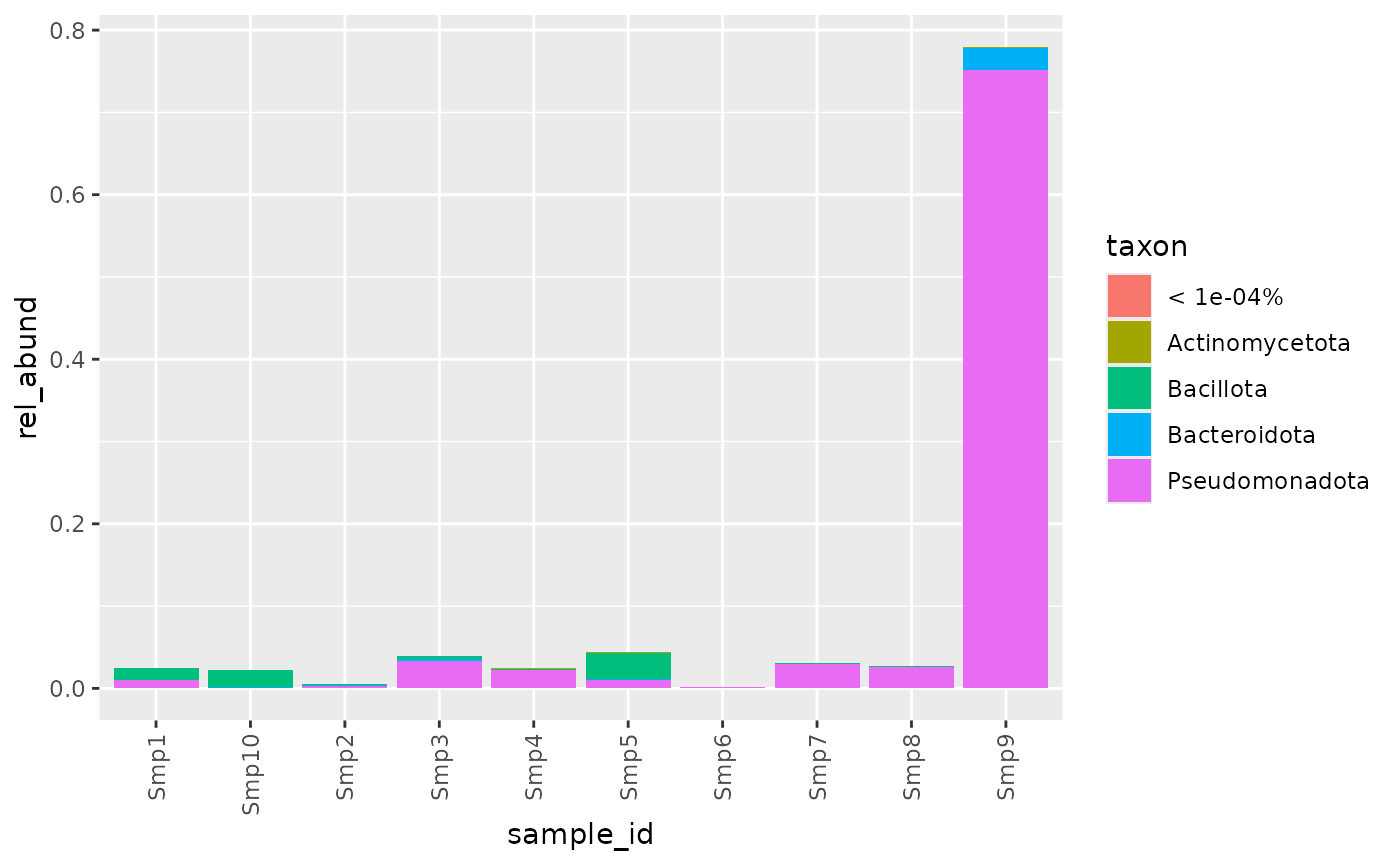 rel_abund
0.8
0.6
0.4
0.2
0.0
Smp1
Smp10
Smp2
Smp3
Smp4
Smp5
Smp6
Smp7
Smp8
Smp9
sample_id
taxon
< 1e-04%
Actinomycetota
Bacillota
Bacteroidota
Pseudomonadota